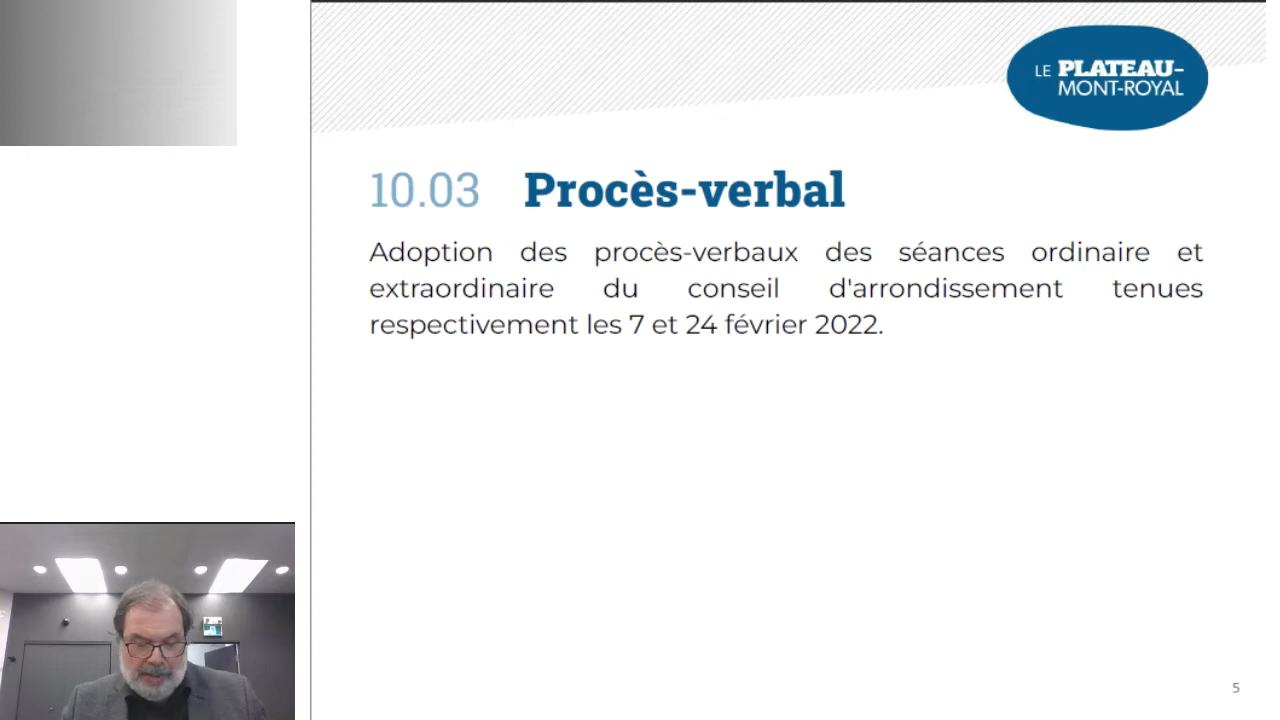 LE PLATEAU-
MONT-ROYAL
10.03 Procès-verbal
Adoption des procès-verbaux des séances ordinaire et
extraordinaire du conseil d'arrondissement tenues
respectivement les 7 et 24 février 2022.
5